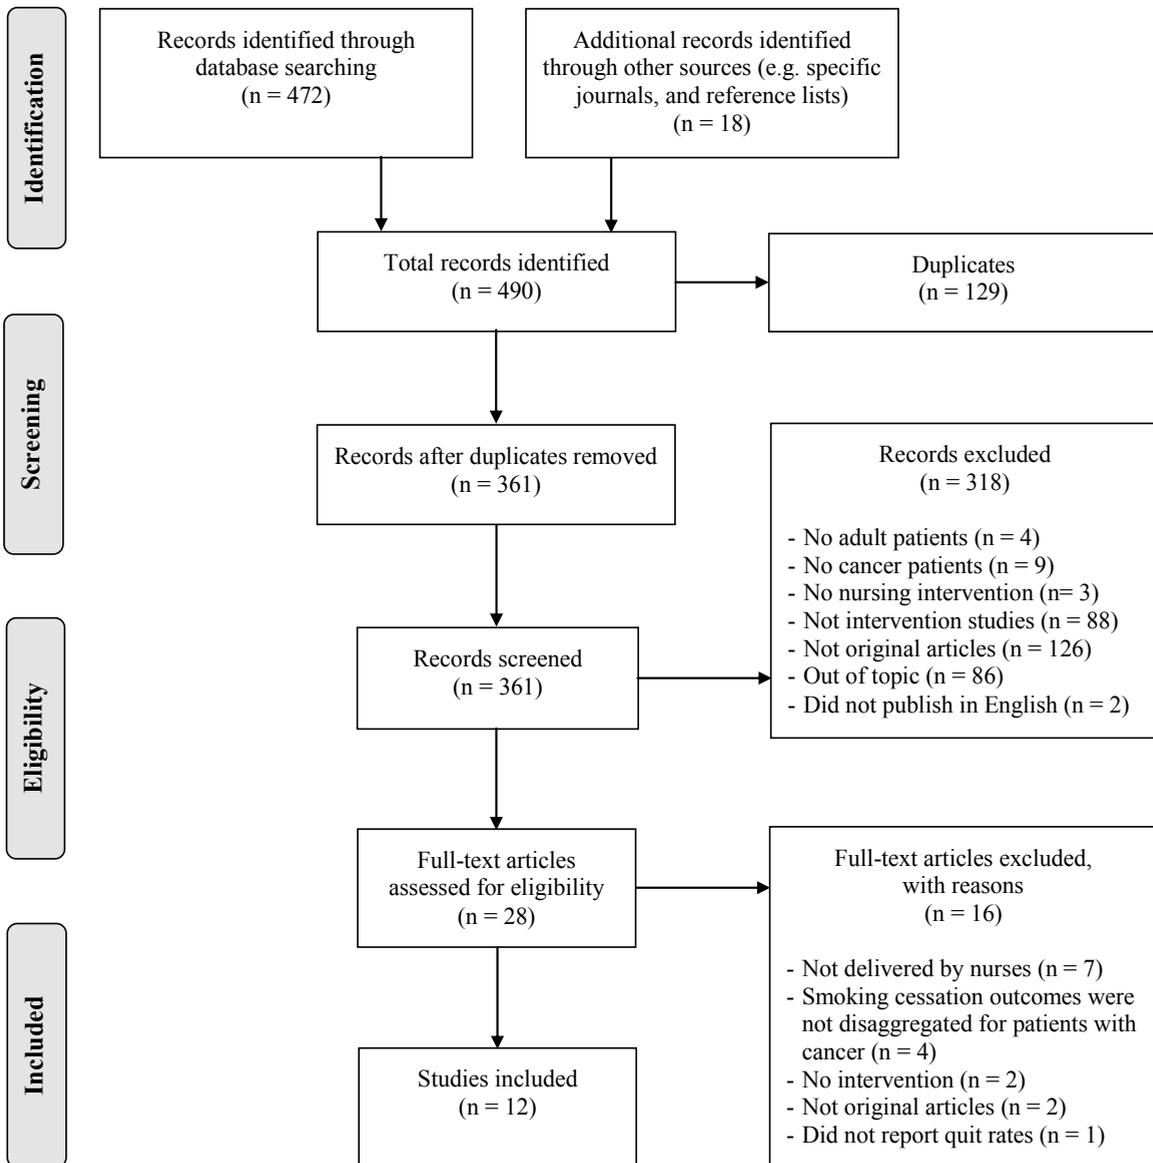 Identification
Records identified through
database searching
(n = 472)
Additional records identified
through other sources (e.g. specific
journals, and reference lists)
(n = 18)
Total records identified
(n = 490)
Duplicates
(n = 129)
Screening
Records after duplicates removed
(n = 361)
Records excluded
(n = 318)
- No adult patients (n = 4)
- No cancer patients (n = 9)
- No nursing intervention (n= 3)
- Not intervention studies (n = 88)
- Not original articles (n = 126)
- Out of topic (n = 86)
- Did not publish in English (n = 2)
Eligibility
Records screened
(n = 361)
Full-text articles
assessed for eligibility
(n = 28)
Full-text articles excluded,
with reasons
(n = 16)
- Not delivered by nurses (n = 7)
- Smoking cessation outcomes were
not disaggregated for patients with
cancer (n = 4)
- No intervention (n = 2)
- Not original articles (n = 2)
- Did not report quit rates (n = 1)
Included
Studies included
(n = 12)